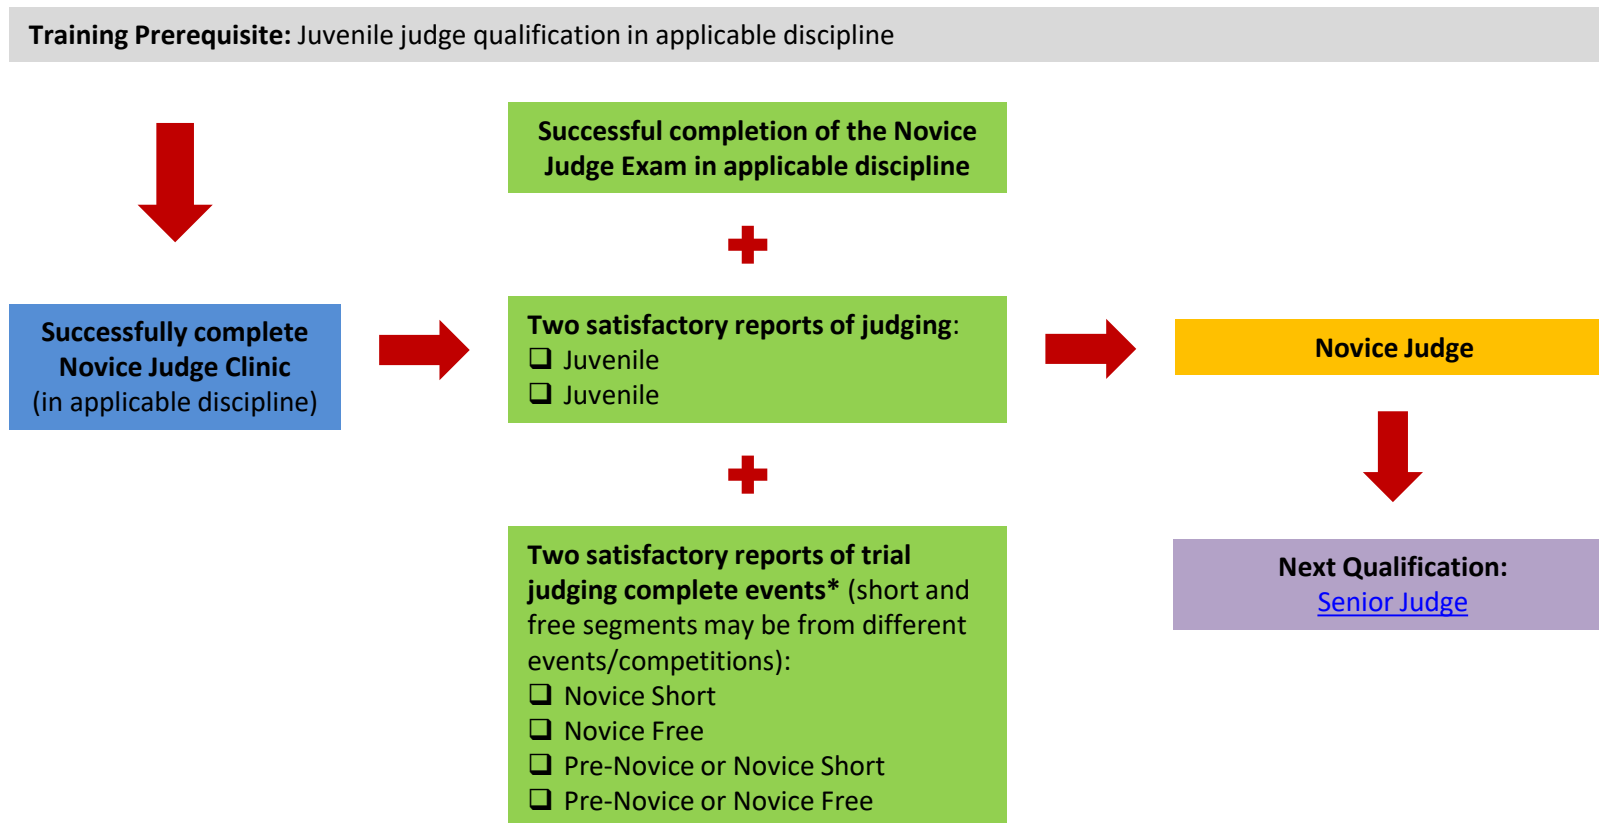 Training Prerequisite: Juvenile judge qualification in applicable discipline
Successful completion of the Novice
Judge Exam in applicable discipline
Successfully complete
Novice Judge Clinic
(in applicable discipline)
Two satisfactory reports of judging:
❑ Juvenile
❑ Juvenile
Novice Judge
Two satisfactory reports of trial
judging complete events* (short and
free segments may be from different
events/competitions):
❑ Novice Short
❑ Novice Free
❑ Pre-Novice or Novice Short
❑ Pre-Novice or Novice Free
Next Qualification:
Senior Judge